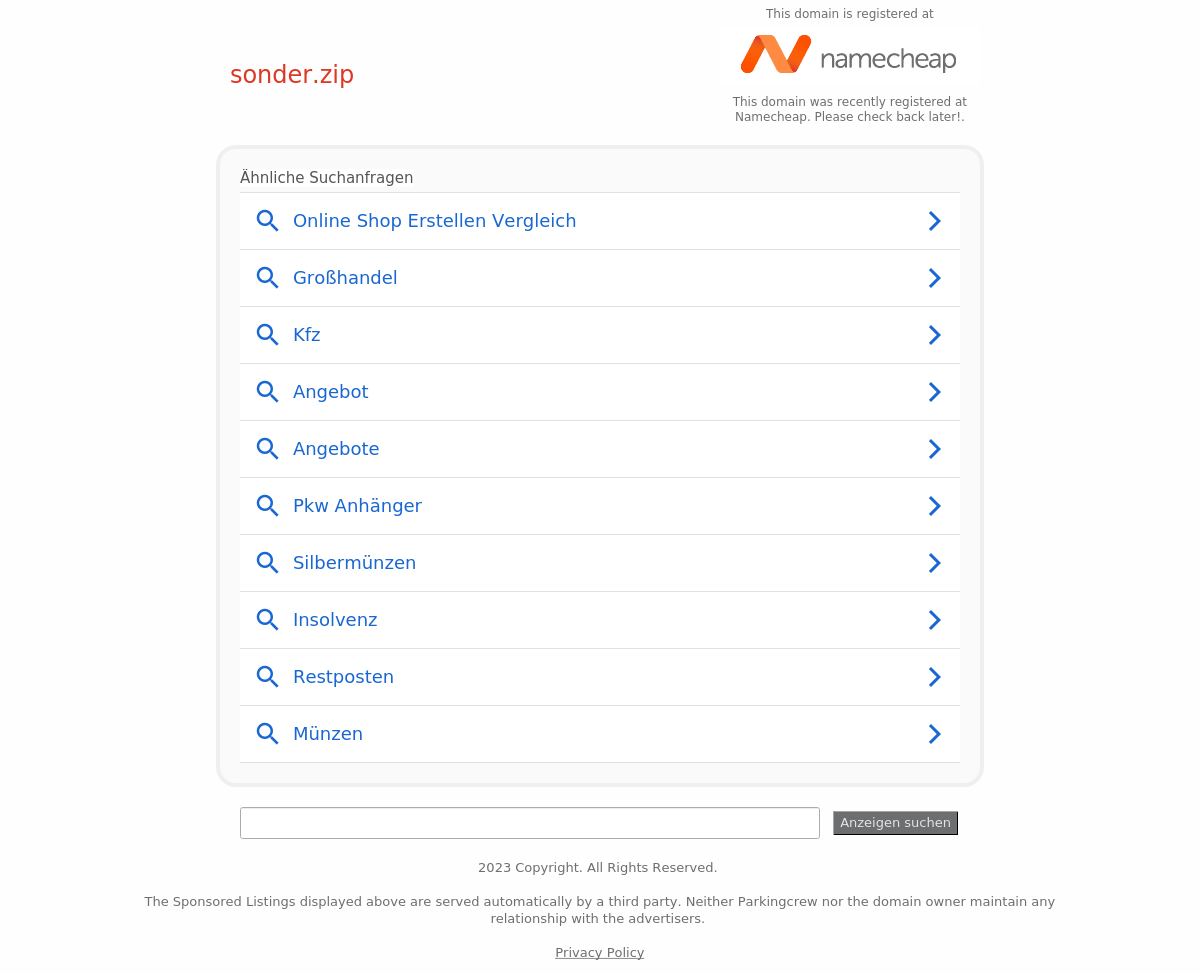 This domain is registered at
namecheap
sonder.zip
This domain was recently registered at
Namecheap. Please check back later!.
Ähnliche Suchanfragen
Online Shop Erstellen Vergleich
Großhandel
Kfz
Angebot
Angebote
Pkw Anhänger
Silbermünzen
Insolvenz
Restposten
Münzen
Anzeigen suchen
2023 Copyright. All Rights Reserved.
The Sponsored Listings displayed above are served automatically by a third party. Neither Parkingcrew nor the domain owner maintain any
relationship with the advertisers.
Privacy Policy